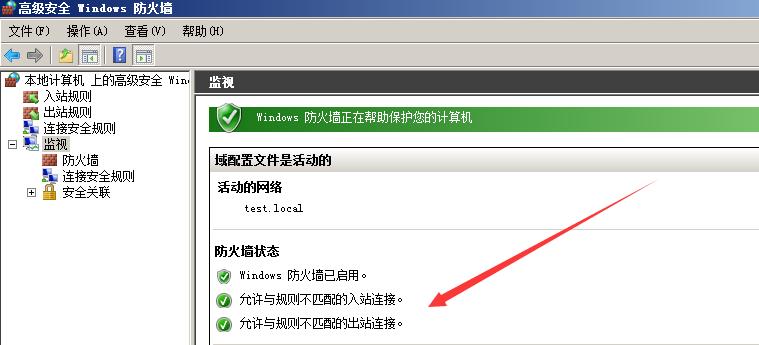 高级安全 Windows 防火墙
文件(F) 操作(A) 查看(V) 帮助(H)
本地计算机 上的高级安全 Win
入站规则
出站规则
连接安全规则
监视
防火墙
连接安全规则
安全关联
监视
Windows 防火墙正在帮助保护您的计算机
域配置文件是活动的
活动的网络
test.local
防火墙状态
Windows 防火墙已启用。
允许与规则不匹配的入站连接。
允许与规则不匹配的出站连接。